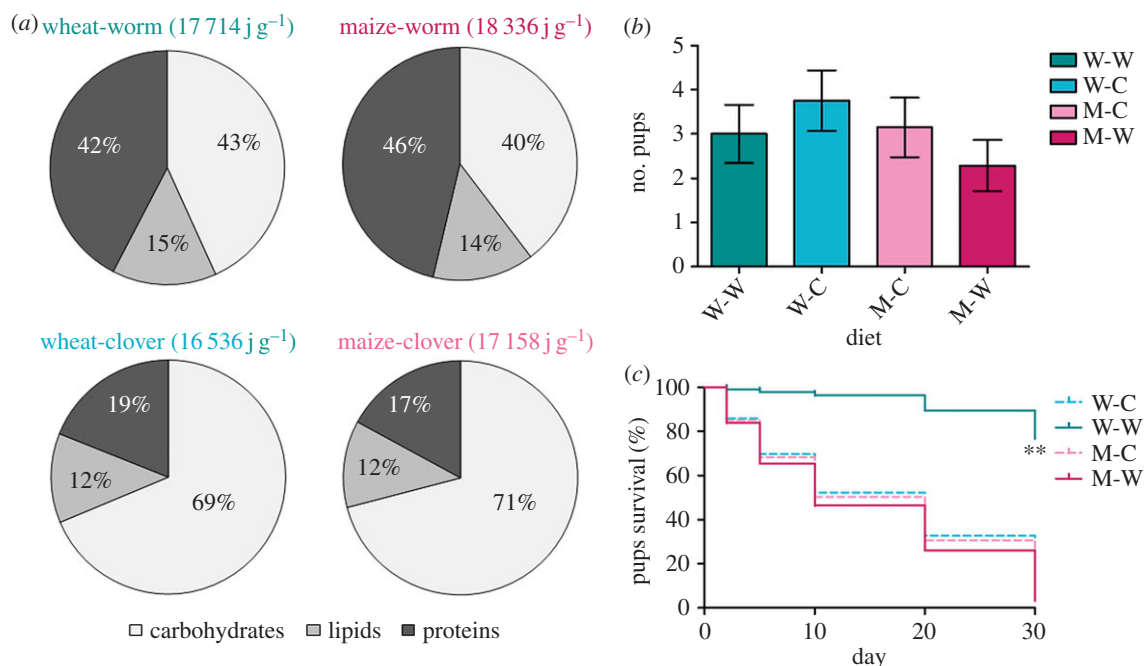 (a) wheat-worm (17 714 j g⁻¹)
maize-worm (18 336 j g⁻¹)
42%
43%
15%
46%
40%
14%
wheat-clover (16 536 j g⁻¹)
maize-clover (17 158 j g⁻¹)
19%
12%
69%
17%
12%
71%
carbohydrates lipids proteins
(b)
no. pups
5
4
3
2
1
0
W-W
W-C
M-C
M-W
diet
W-W
W-C
M-C
M-W
(c)
pups survival (%)
100
80
60
40
20
0
0 10 20 30
day
**
W-C
W-W
M-C
M-W